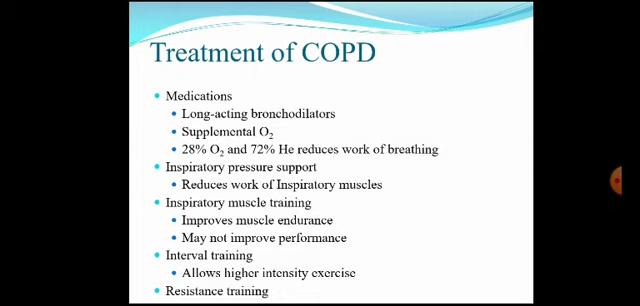 Treatment of COPD
Medications
Long-acting bronchodilators
Supplemental O₂
28% O₂ and 72% He reduces work of breathing
Inspiratory pressure support
Reduces work of Inspiratory muscles
Inspiratory muscle training
Improves muscle endurance
May not improve performance
Interval training
Allows higher intensity exercise
Resistance training